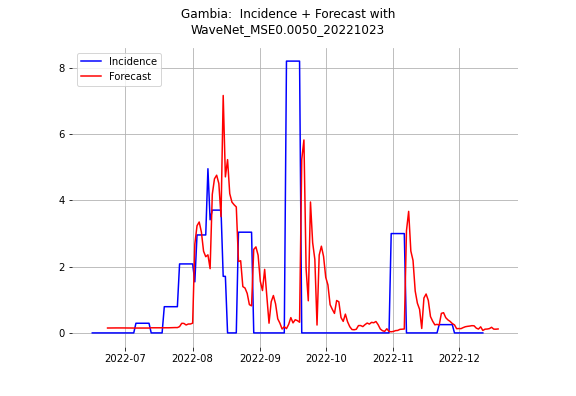 Gambia:  Incidence + Forecast with
WaveNet_MSE0.0050_20221023
Incidence
Forecast
8
6
4
2
0
2022-07 2022-08 2022-09 2022-10 2022-11 2022-12